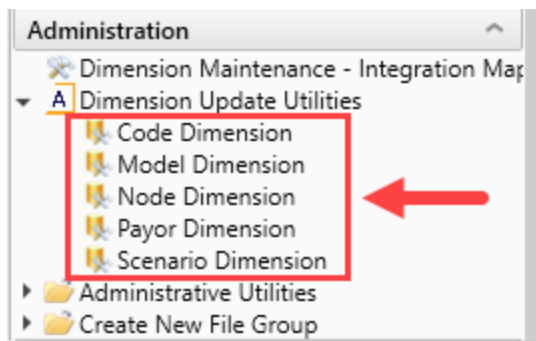 Administration
Dimension Maintenance - Integration Map
A Dimension Update Utilities
Code Dimension
Model Dimension
Node Dimension
Payor Dimension
Scenario Dimension
Administrative Utilities
Create New File Group